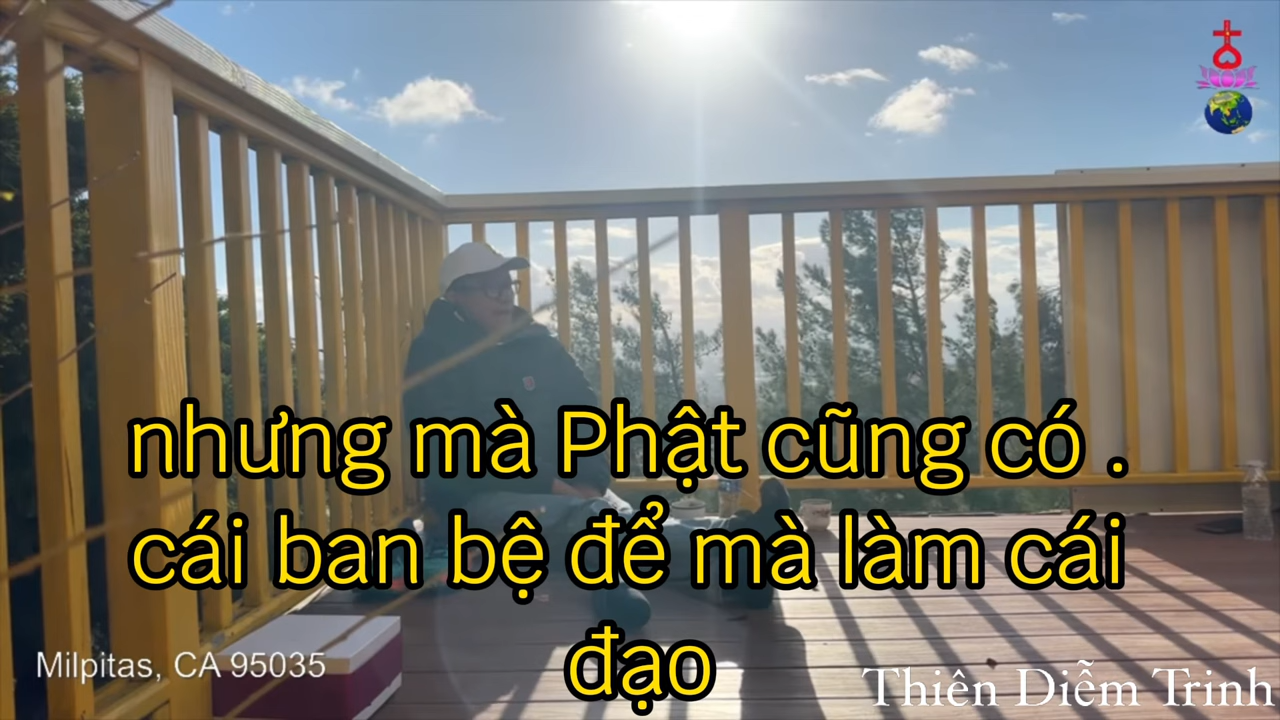 nhưng mà Phật cũng có .
cái ban bệ để mà làm cái
đạo
Milpitas, CA 95035
Thiên Diễm Trinh